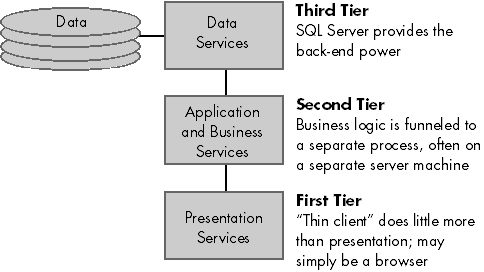 Data
Data
Services
Third Tier
SQL Server provides the
back-end power
Application
and Business
Services
Second Tier
Business logic is funneled to
a separate process, often on
a separate server machine
Presentation
Services
First Tier
“Thin client” does little more
than presentation; may
simply be a browser